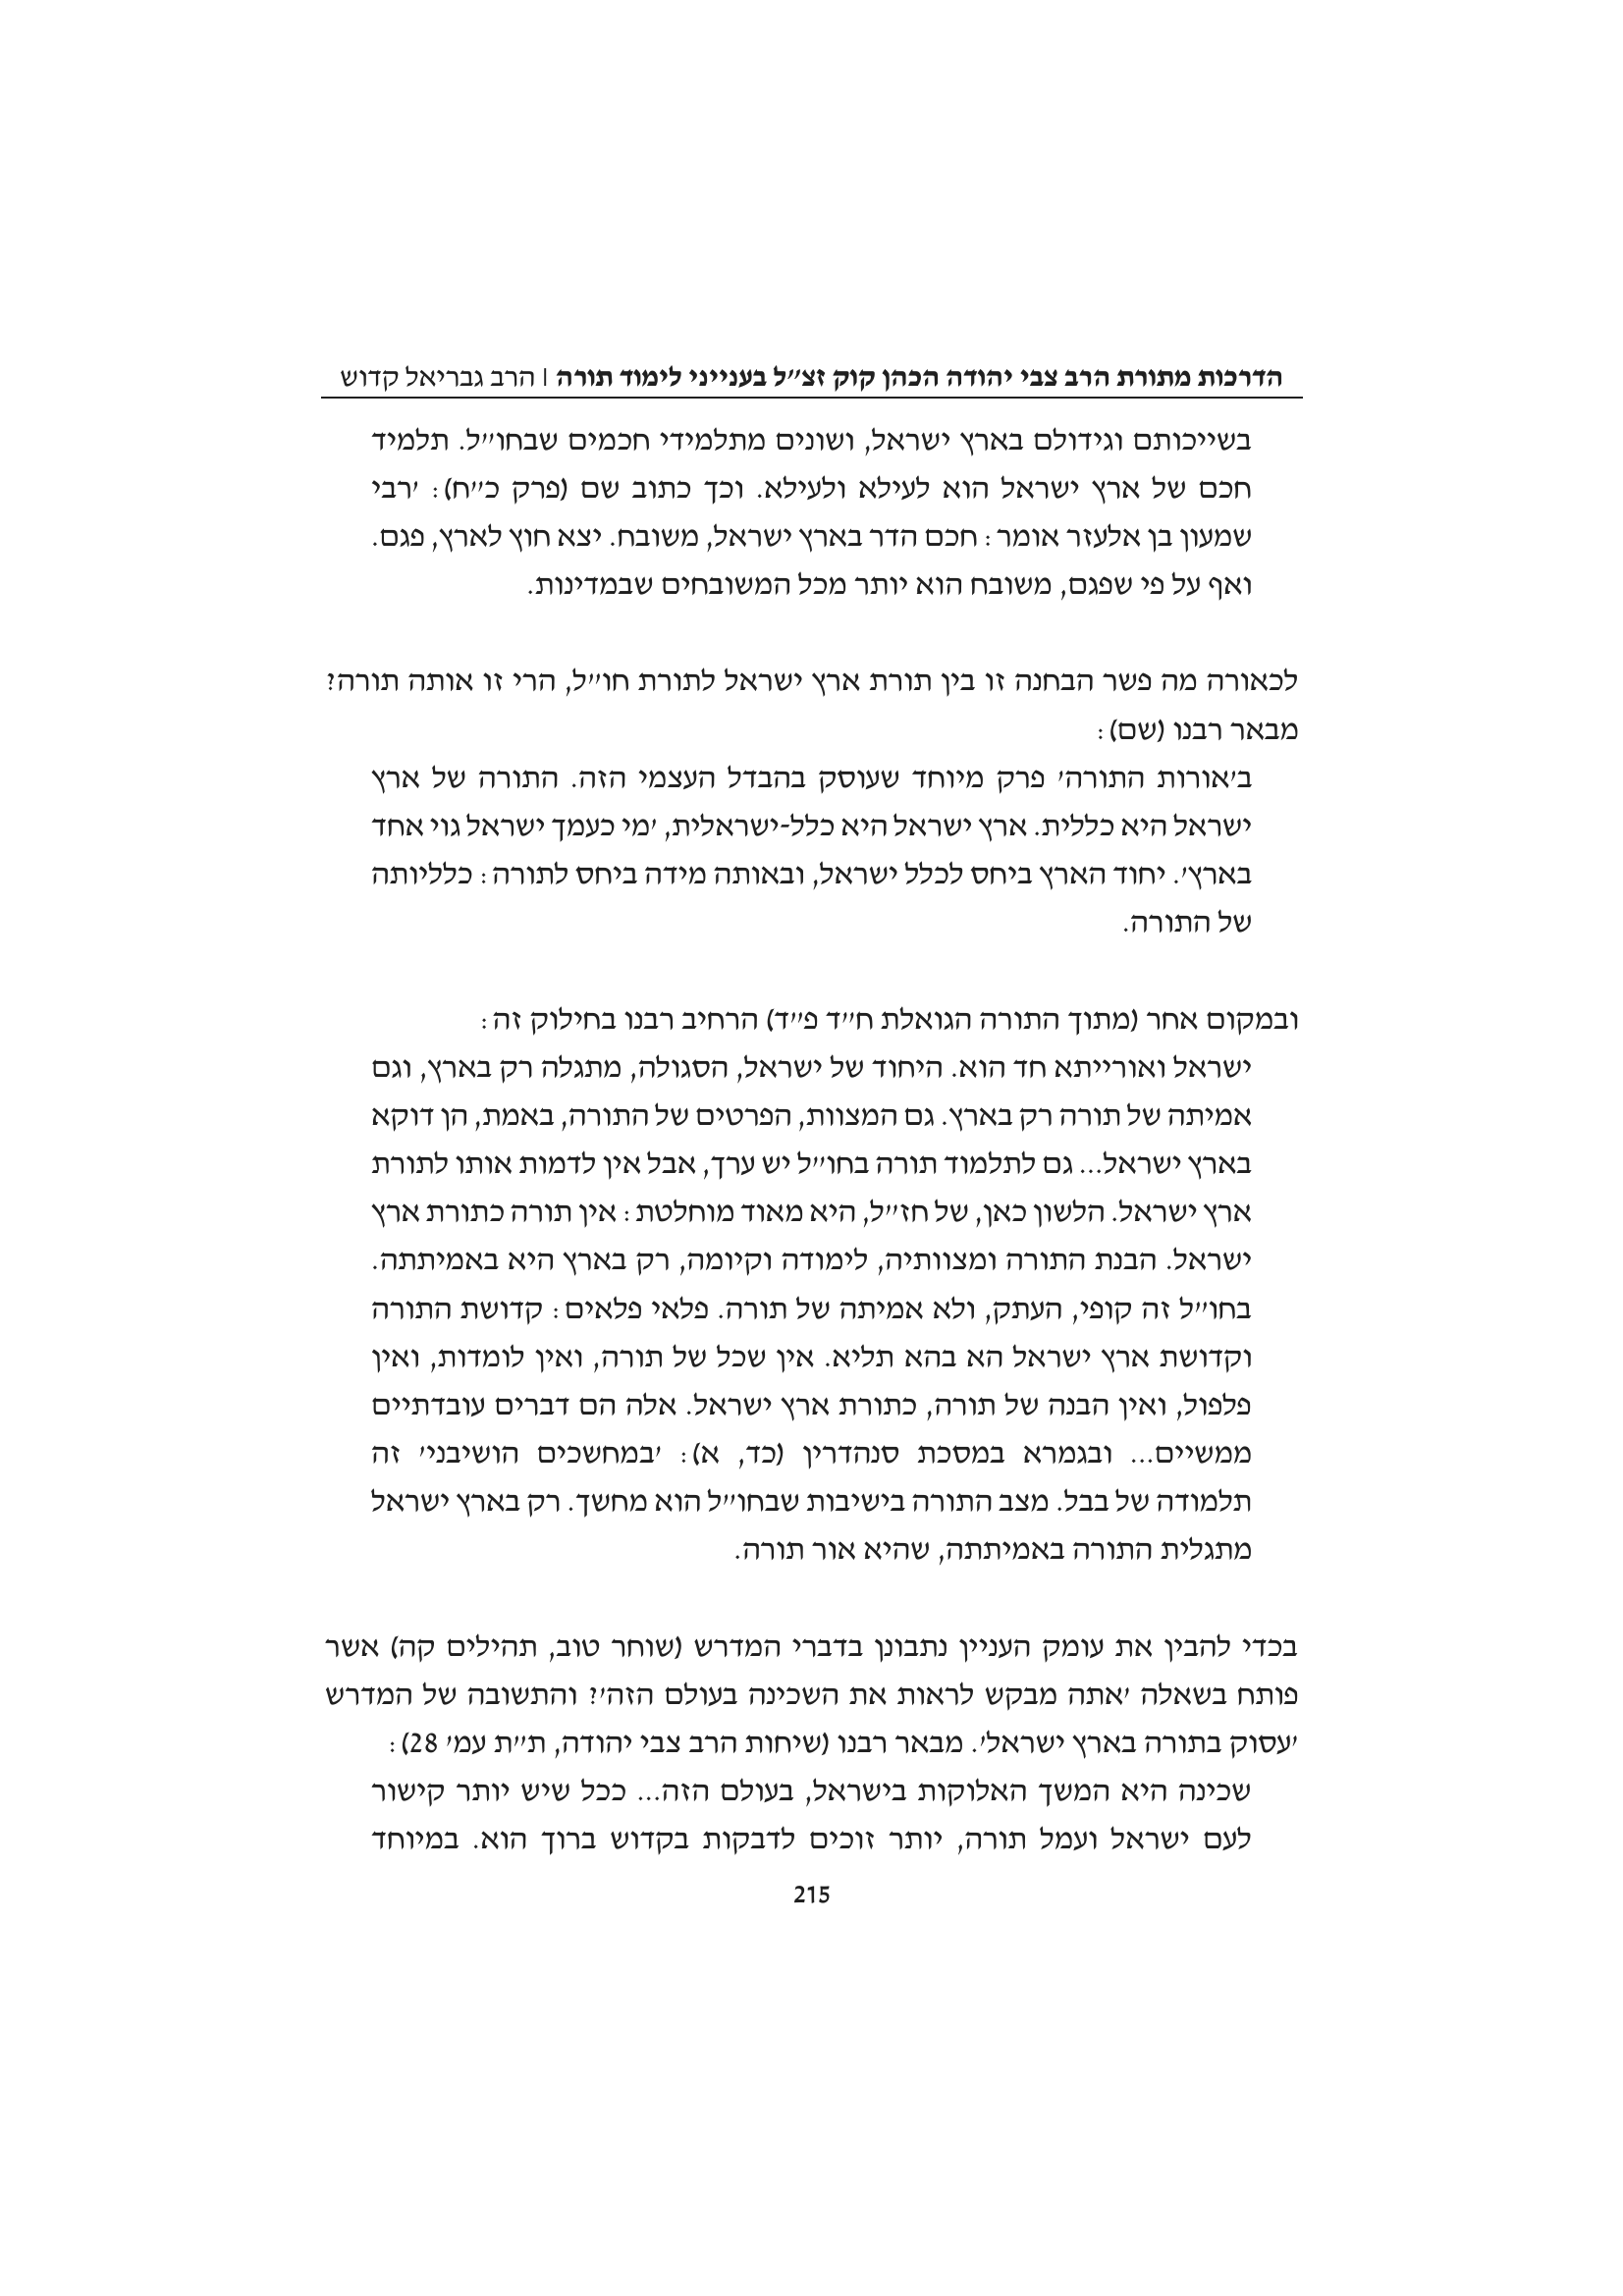 הדרכות מתורת הרב צבי יהודה הכהן קוק זצ״ל בענייני לימוד תורה | הרב גבריאל קדוש
בשייכותם וגידולם בארץ ישראל, ושונים מתלמידי חכמים שבחו״ל. תלמיד
חכם של ארץ ישראל הוא לעילא ולעילא. וכך כתוב שם (פרק כ״ח): ׳רבי
שמעון בן אלעזר אומר: חכם הדר בארץ ישראל, משובח. יצא חוץ לארץ, פגם.
ואף על פי שפגם, משובח הוא יותר מכל המשובחים שבמדינות.
לכאורה מה פשר הבחנה זו בין תורת ארץ ישראל לתורת חו״ל, הרי זו אותה תורה?
מבאר רבנו (שם):
ב׳אורות התורה׳ פרק מיוחד שעוסק בהבדל העצמי הזה. התורה של ארץ
ישראל היא כללית. ארץ ישראל היא כלל-ישראלית, ׳מי כעמך ישראל גוי אחד
בארץ׳. יחוד הארץ ביחס לכלל ישראל, ובאותה מידה ביחס לתורה: כלליותה
של התורה.
ובמקום אחר (מתוך התורה הגואלת ח״ד פ״ד) הרחיב רבנו בחילוק זה:
ישראל ואורייתא חד הוא. היחוד של ישראל, הסגולה, מתגלה רק בארץ, וגם
אמיתה של תורה רק בארץ. גם המצוות, הפרטים של התורה, באמת, הן דוקא
בארץ ישראל... גם לתלמוד תורה בחו״ל יש ערך, אבל אין לדמות אותו לתורת
ארץ ישראל. הלשון כאן, של חז״ל, היא מאוד מוחלטת: אין תורה כתורת ארץ
ישראל. הבנת התורה ומצוותיה, לימודה וקיומה, רק בארץ היא באמיתתה.
בחו״ל זה קופי, העתק, ולא אמיתה של תורה. פלאי פלאים: קדושת התורה
וקדושת ארץ ישראל הא בהא תליא. אין שכל של תורה, ואין לומדות, ואין
פלפול, ואין הבנה של תורה, כתורת ארץ ישראל. אלה הם דברים עובדתיים
ממשיים... ובגמרא במסכת סנהדרין (כד, א): ׳במחשכים הושיבני׳ זה
תלמודה של בבל. מצב התורה בישיבות שבחו״ל הוא מחשך. רק בארץ ישראל
מתגלית התורה באמיתתה, שהיא אור תורה.
בכדי להבין את עומק העניין נתבונן בדברי המדרש (שוחר טוב, תהילים קה) אשר
פותח בשאלה ׳אתה מבקש לראות את השכינה בעולם הזה׳? והתשובה של המדרש
׳עסוק בתורה בארץ ישראל׳. מבאר רבנו (שיחות הרב צבי יהודה, ת״ת עמ׳ 28):
שכינה היא המשך האלוקות בישראל, בעולם הזה... ככל שיש יותר קישור
לעם ישראל ועמל תורה, יותר זוכים לדבקות בקדוש ברוך הוא. במיוחד
215